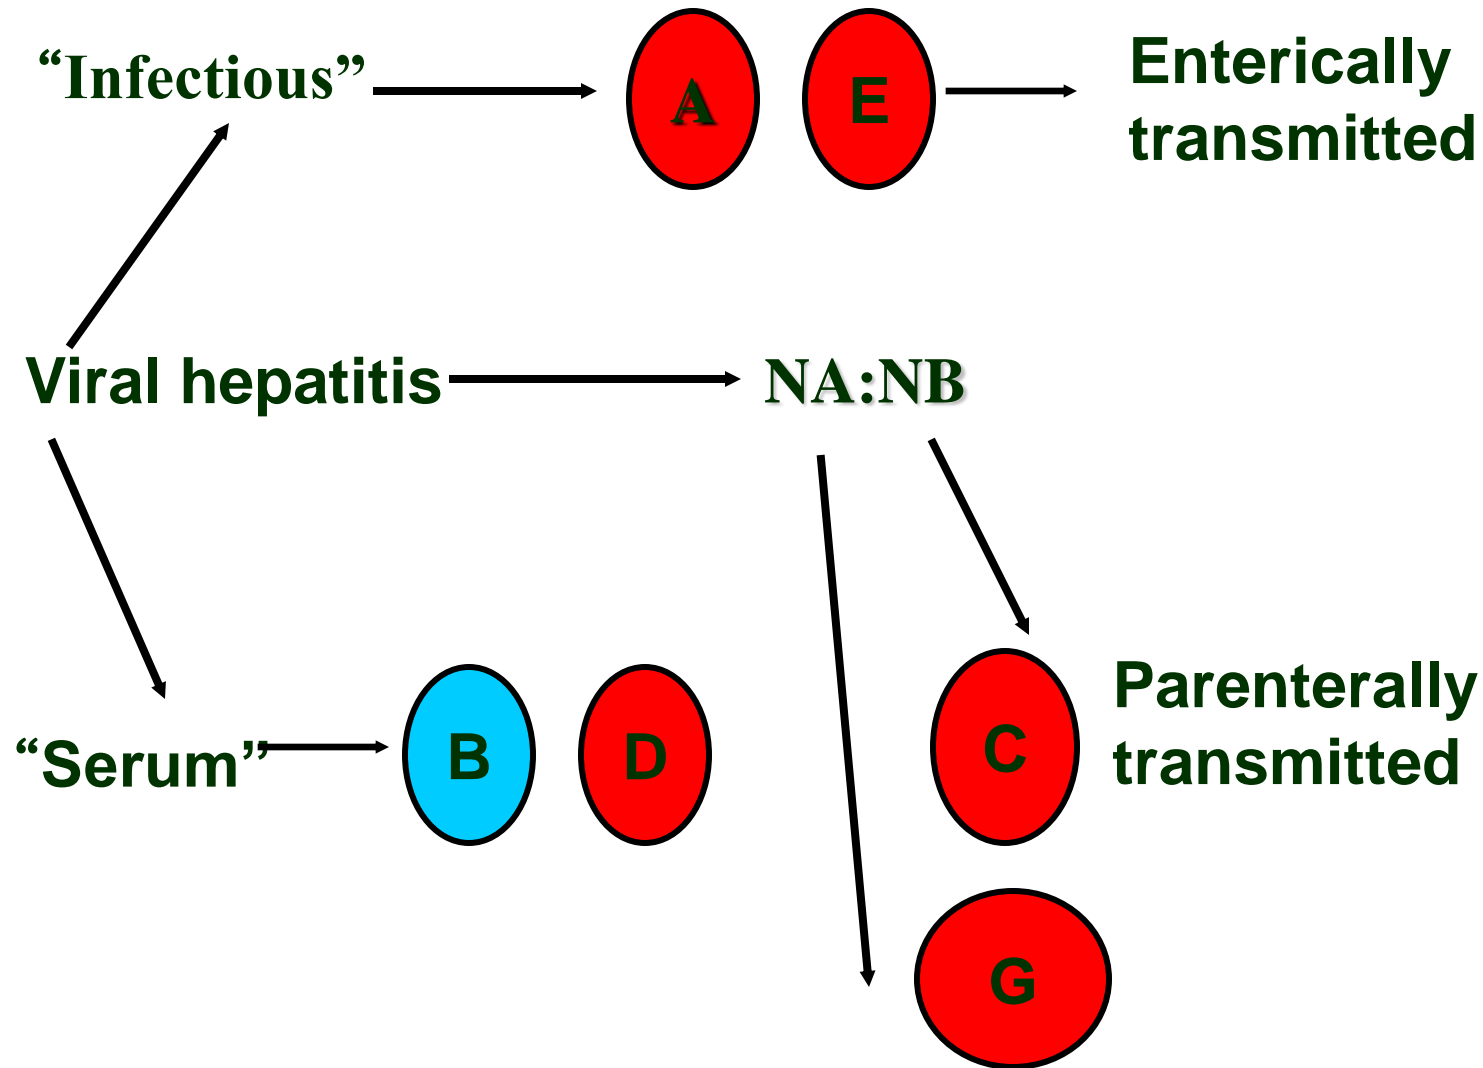 “Infectious”
A
E
Enterically
transmitted
Viral hepatitis
NA:NB
“Serum”
B
D
C
Parenterally
transmitted
G